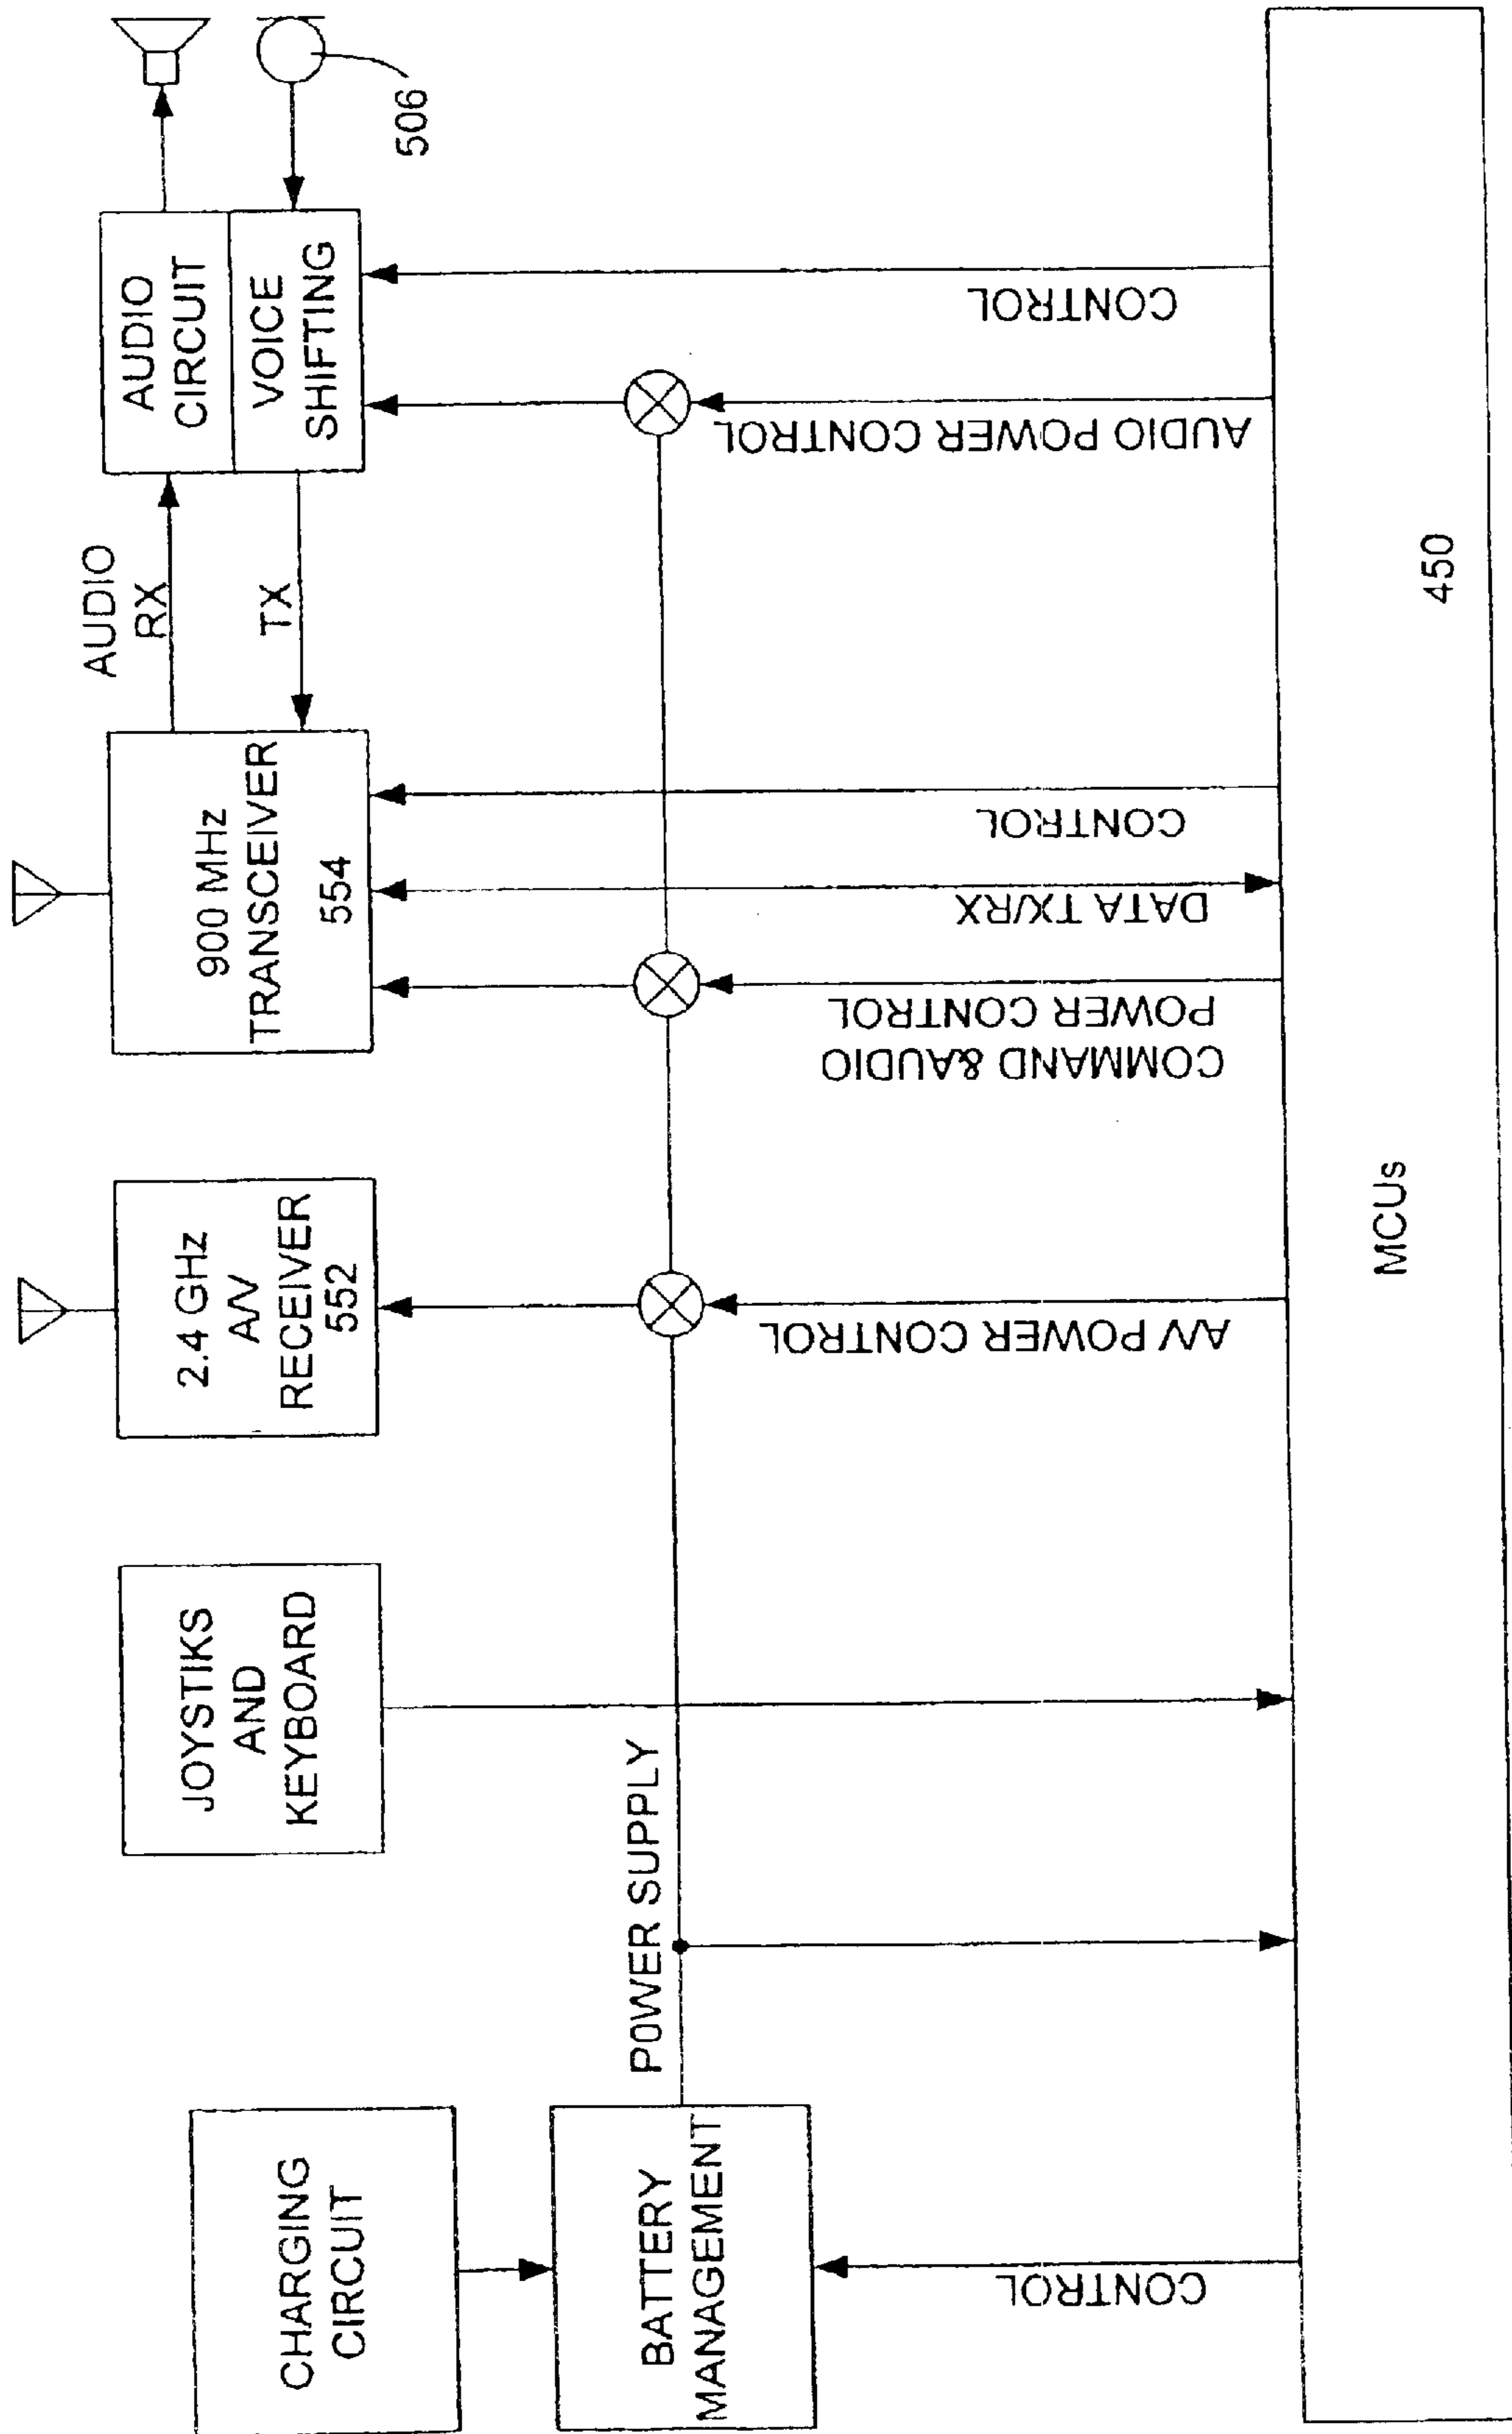 CHARGING
CIRCUIT
BATTERY
MANAGEMENT
POWER SUPPLY
CONTROL
JOYSTIKS
AND
KEYBOARD
2.4 GHz
A/V
RECEIVER
552
A/V POWER CONTROL
900 MHz
TRANSCEIVER
554
COMMAND &AUDIO
POWER CONTROL
DATA TX/RX
CONTROL
AUDIO
RX
TX
AUDIO
CIRCUIT
VOICE
SHIFTING
506
AUDIO POWER CONTROL
CONTROL
MCUs
450